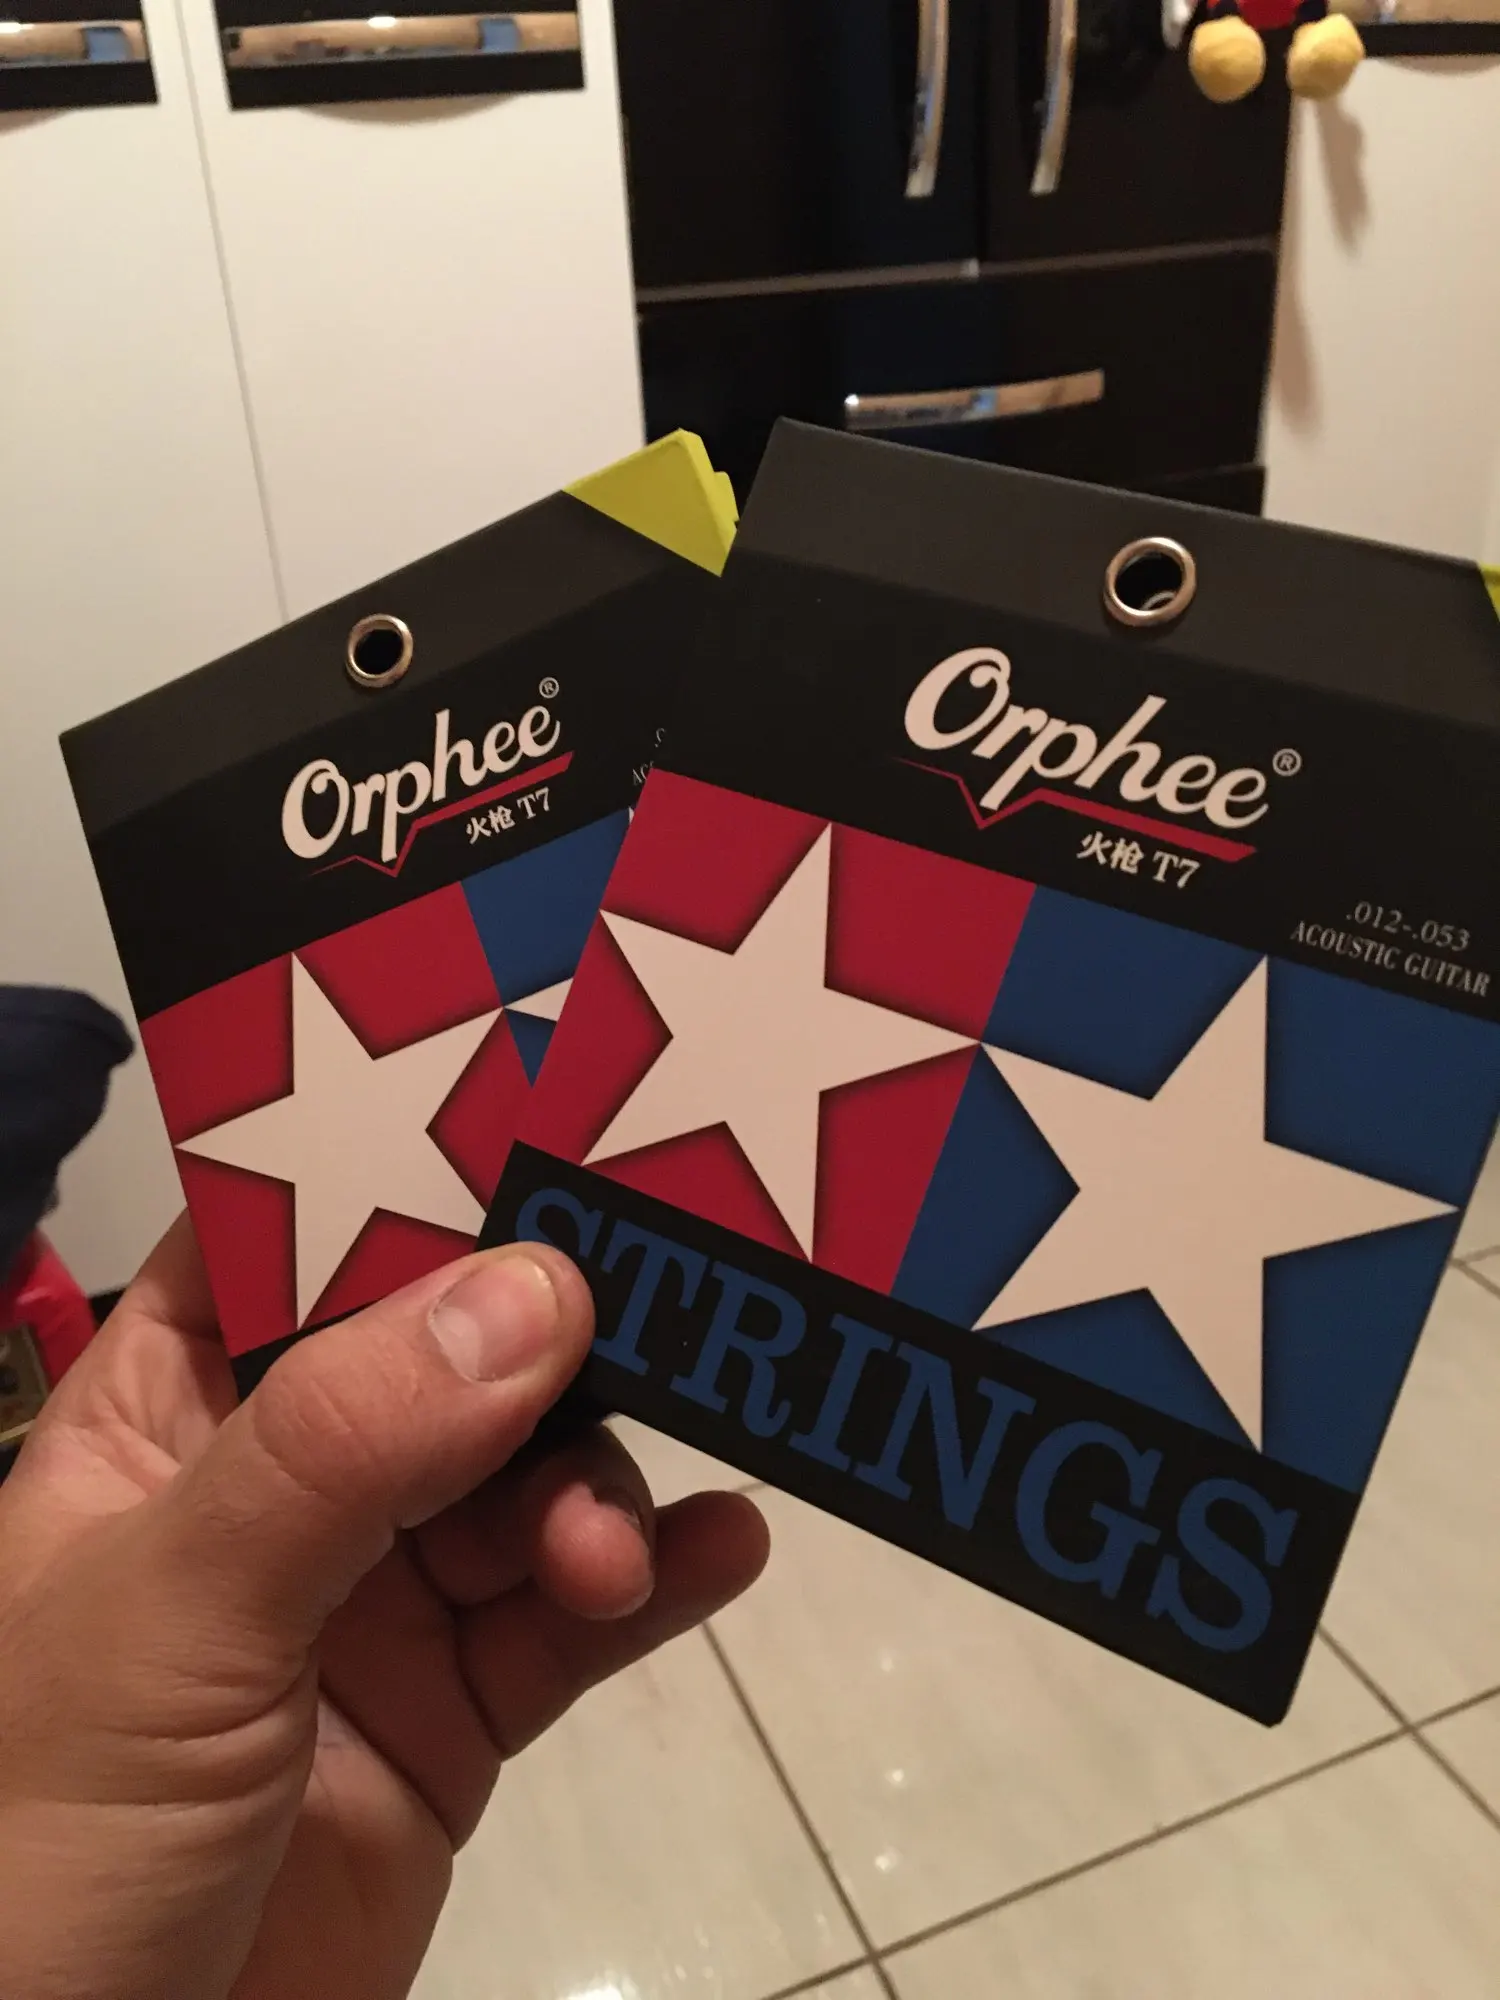 Orphee®
火枪 T7
Orphee®
火枪 T7
.012-.053
ACOUSTIC GUITAR
STRINGS